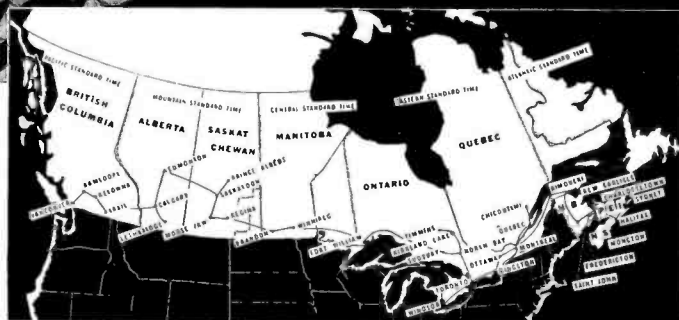 PACIFIC STANDARD TIME
MOUNTAIN STANDARD TIME
CENTRAL STANDARD TIME
EASTERN STANDARD TIME
ATLANTIC STANDARD TIME
BRITISH
COLUMBIA
ALBERTA
SASKAT
CHEWAN
MANITOBA
ONTARIO
QUEBEC
VANCOUVER
KAMLOOPS
KELOWNA
TRAIL
LETHBRIDGE
CALGARY
EDMONTON
MOOSE JAW
REGINA
SASKATOON
PRINCE ALBERT
BRANDON
WINNIPEG
FORT WILLIAM
TIMMINS
KIRKLAND LAKE
SUDBURY
NORTH BAY
OTTAWA
KINGSTON
TORONTO
WINDSOR
MONTREAL
QUEBEC
CHICOUTIMI
RIMOUSKI
NEW CARLISLE
CHARLOTTETOWN
SYDNEY
HALIFAX
MONCTON
FREDERICTON
SAINT JOHN
N B
P E I
N S